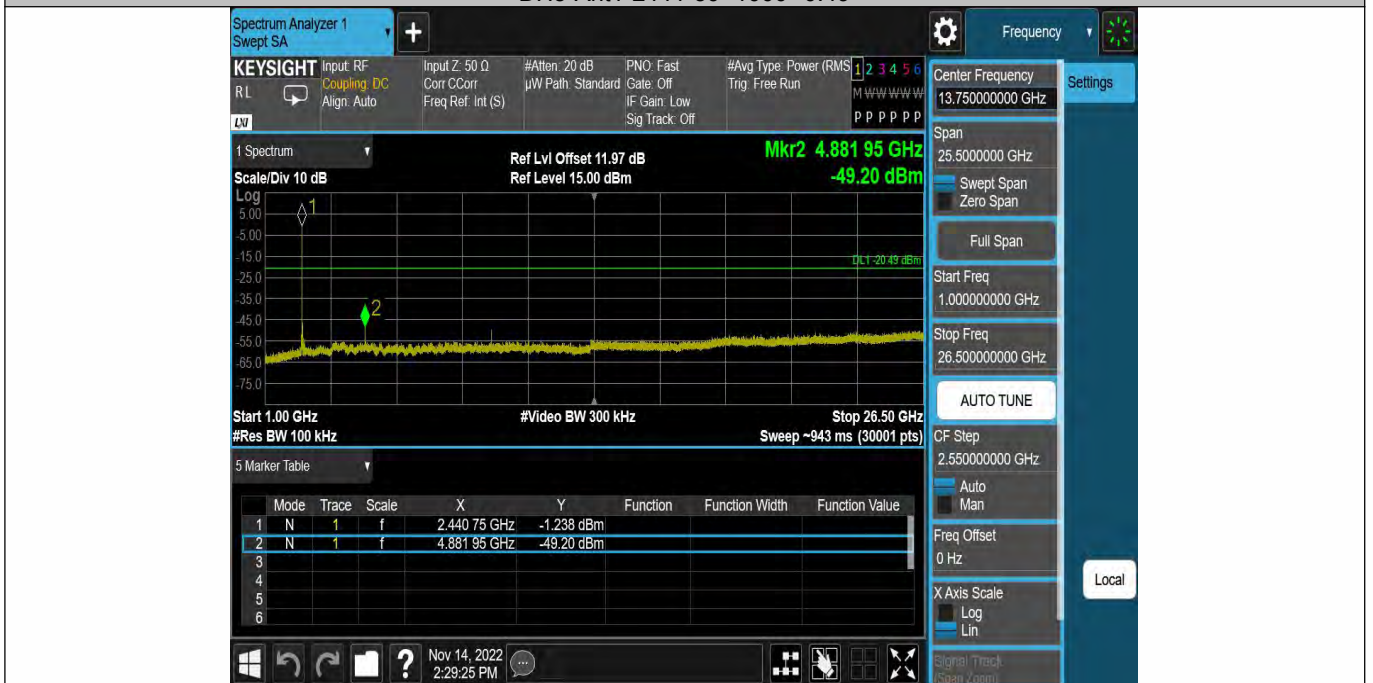 Spectrum Analyzer 1
Swept SA
Frequency
KEYSIGHT Input: RF
Coupling: DC
Align: Auto
RL
LXI
Input Z: 50 Ω
Corr CCorr
Freq Ref: Int (S)
#Atten: 20 dB
µW Path: Standard
PNO: Fast
Gate: Off
IF Gain: Low
Sig Track: Off
#Avg Type: Power (RMS
Trig: Free Run
1 2 3 4 5 6
M W W W W W
P P P P P P
Center Frequency
13.750000000 GHz
Settings
Span
25.5000000 GHz
Swept Span
Zero Span
Full Span
Start Freq
1.000000000 GHz
Stop Freq
26.500000000 GHz
AUTO TUNE
CF Step
2.550000000 GHz
Auto
Man
Freq Offset
0 Hz
X Axis Scale
Log
Lin
Signal Track
(Span Zoom)
Local
1 Spectrum
Scale/Div 10 dB
Ref Lvl Offset 11.97 dB
Ref Level 15.00 dBm
Mkr2 4.881 95 GHz
-49.20 dBm
Log
5.00
-5.00
-15.0
-25.0
-35.0
-45.0
-55.0
-65.0
-75.0
1
2
DL1 -20.49 dBm
Start 1.00 GHz
#Video BW 300 kHz
Stop 26.50 GHz
#Res BW 100 kHz
Sweep ~943 ms (30001 pts)
5 Marker Table
Mode Trace Scale X Y Function Function Width Function Value
1 N 1 f 2.440 75 GHz -1.238 dBm
2 N 1 f 4.881 95 GHz -49.20 dBm
3
4
5
6
?
Nov 14, 2022
2:29:25 PM